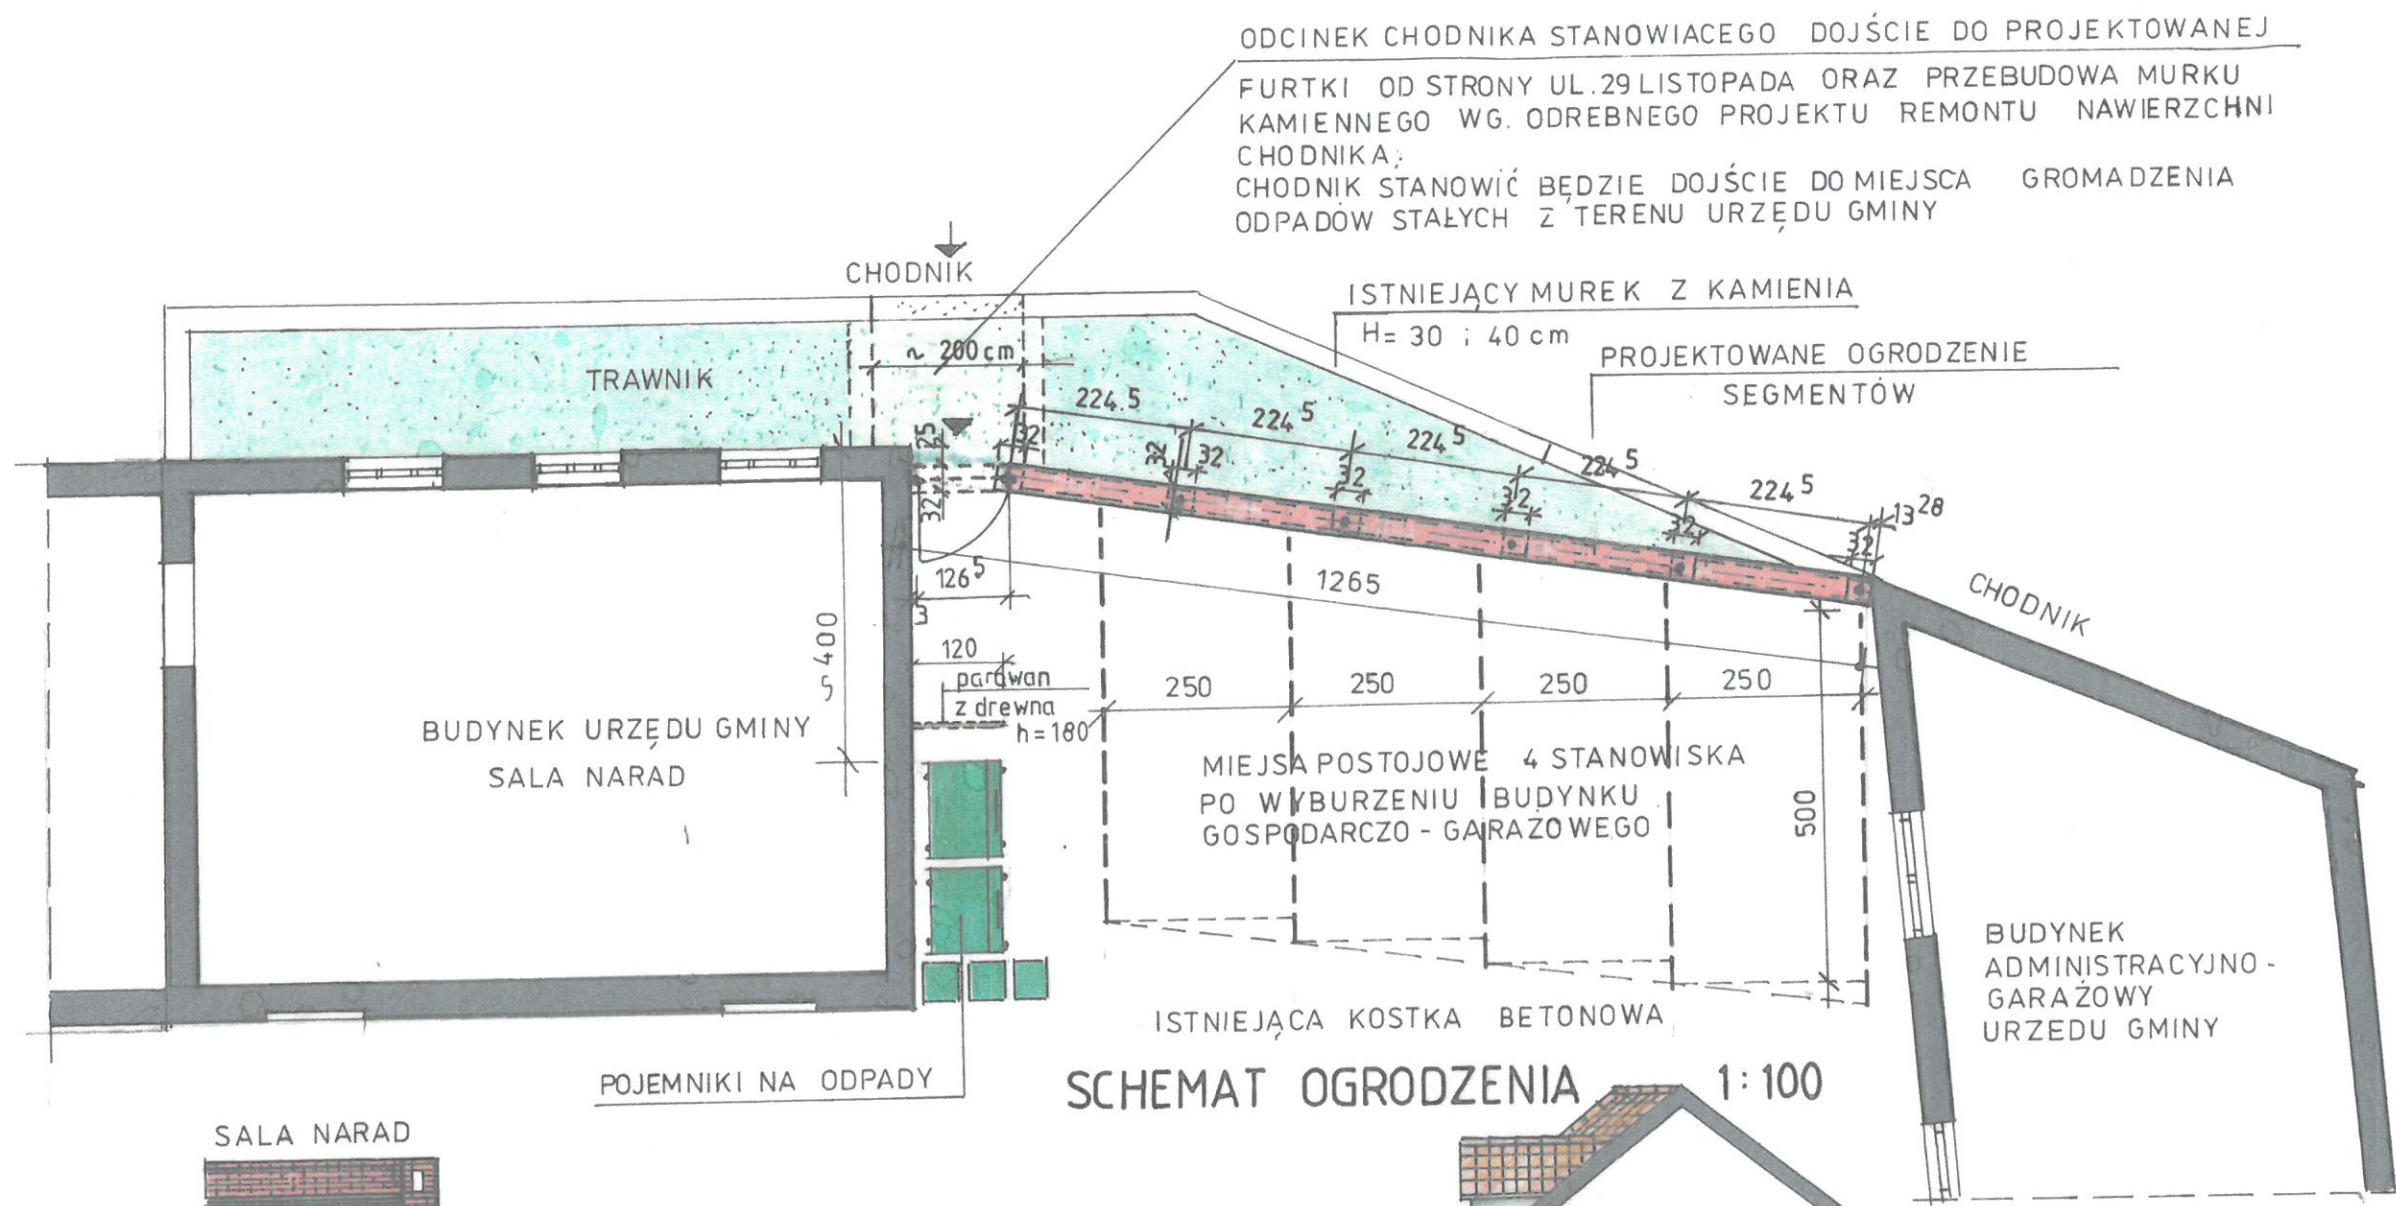 ODCINEK CHODNIKA STANOWIACEGO DOJŚCIE DO PROJEKTOWANEJ
FURTKI OD STRONY UL.29 LISTOPADA ORAZ PRZEBUDOWA MURKU
KAMIENNEGO WG. ODREBNEGO PROJEKTU REMONTU NAWIERZCHNI
CHODNIKA;
CHODNIK STANOWIĆ BĘDZIE DOJŚCIE DO MIEJSCA GROMADZENIA
ODPADÓW STAŁYCH Z TERENU URZĘDU GMINY
CHODNIK
ISTNIEJĄCY MUREK Z KAMIENIA
H= 30 ; 40 cm
PROJEKTOWANE OGRODZENIE
SEGMENTÓW
~ 200 cm
TRAWNIK
224.5
224 5
224 5
224 5
224 5
13 28
25
32
32
32
32
32
32
32
32
126 5
3
1265
CHODNIK
400
120
parawan
z drewna
h=180
250
250
250
250
500
BUDYNEK URZĘDU GMINY
SALA NARAD
MIEJSA POSTOJOWE 4 STANOWISKA
PO WYBURZENIU BUDYNKU
GOSPODARCZO - GARAŻOWEGO
BUDYNEK
ADMINISTRACYJNO-
GARAŻOWY
URZEDU GMINY
ISTNIEJĄCA KOSTKA BETONOWA
POJEMNIKI NA ODPADY
SCHEMAT OGRODZENIA 1:100
SALA NARAD